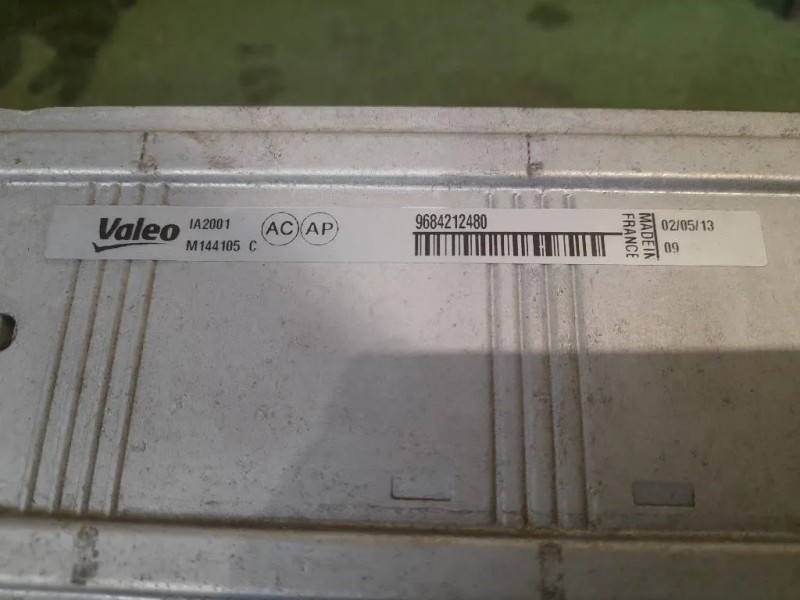 Valeo
IA2001
M144105 C
AC
AP
9684212480
MADE IN
FRANCE
02/05/13
09